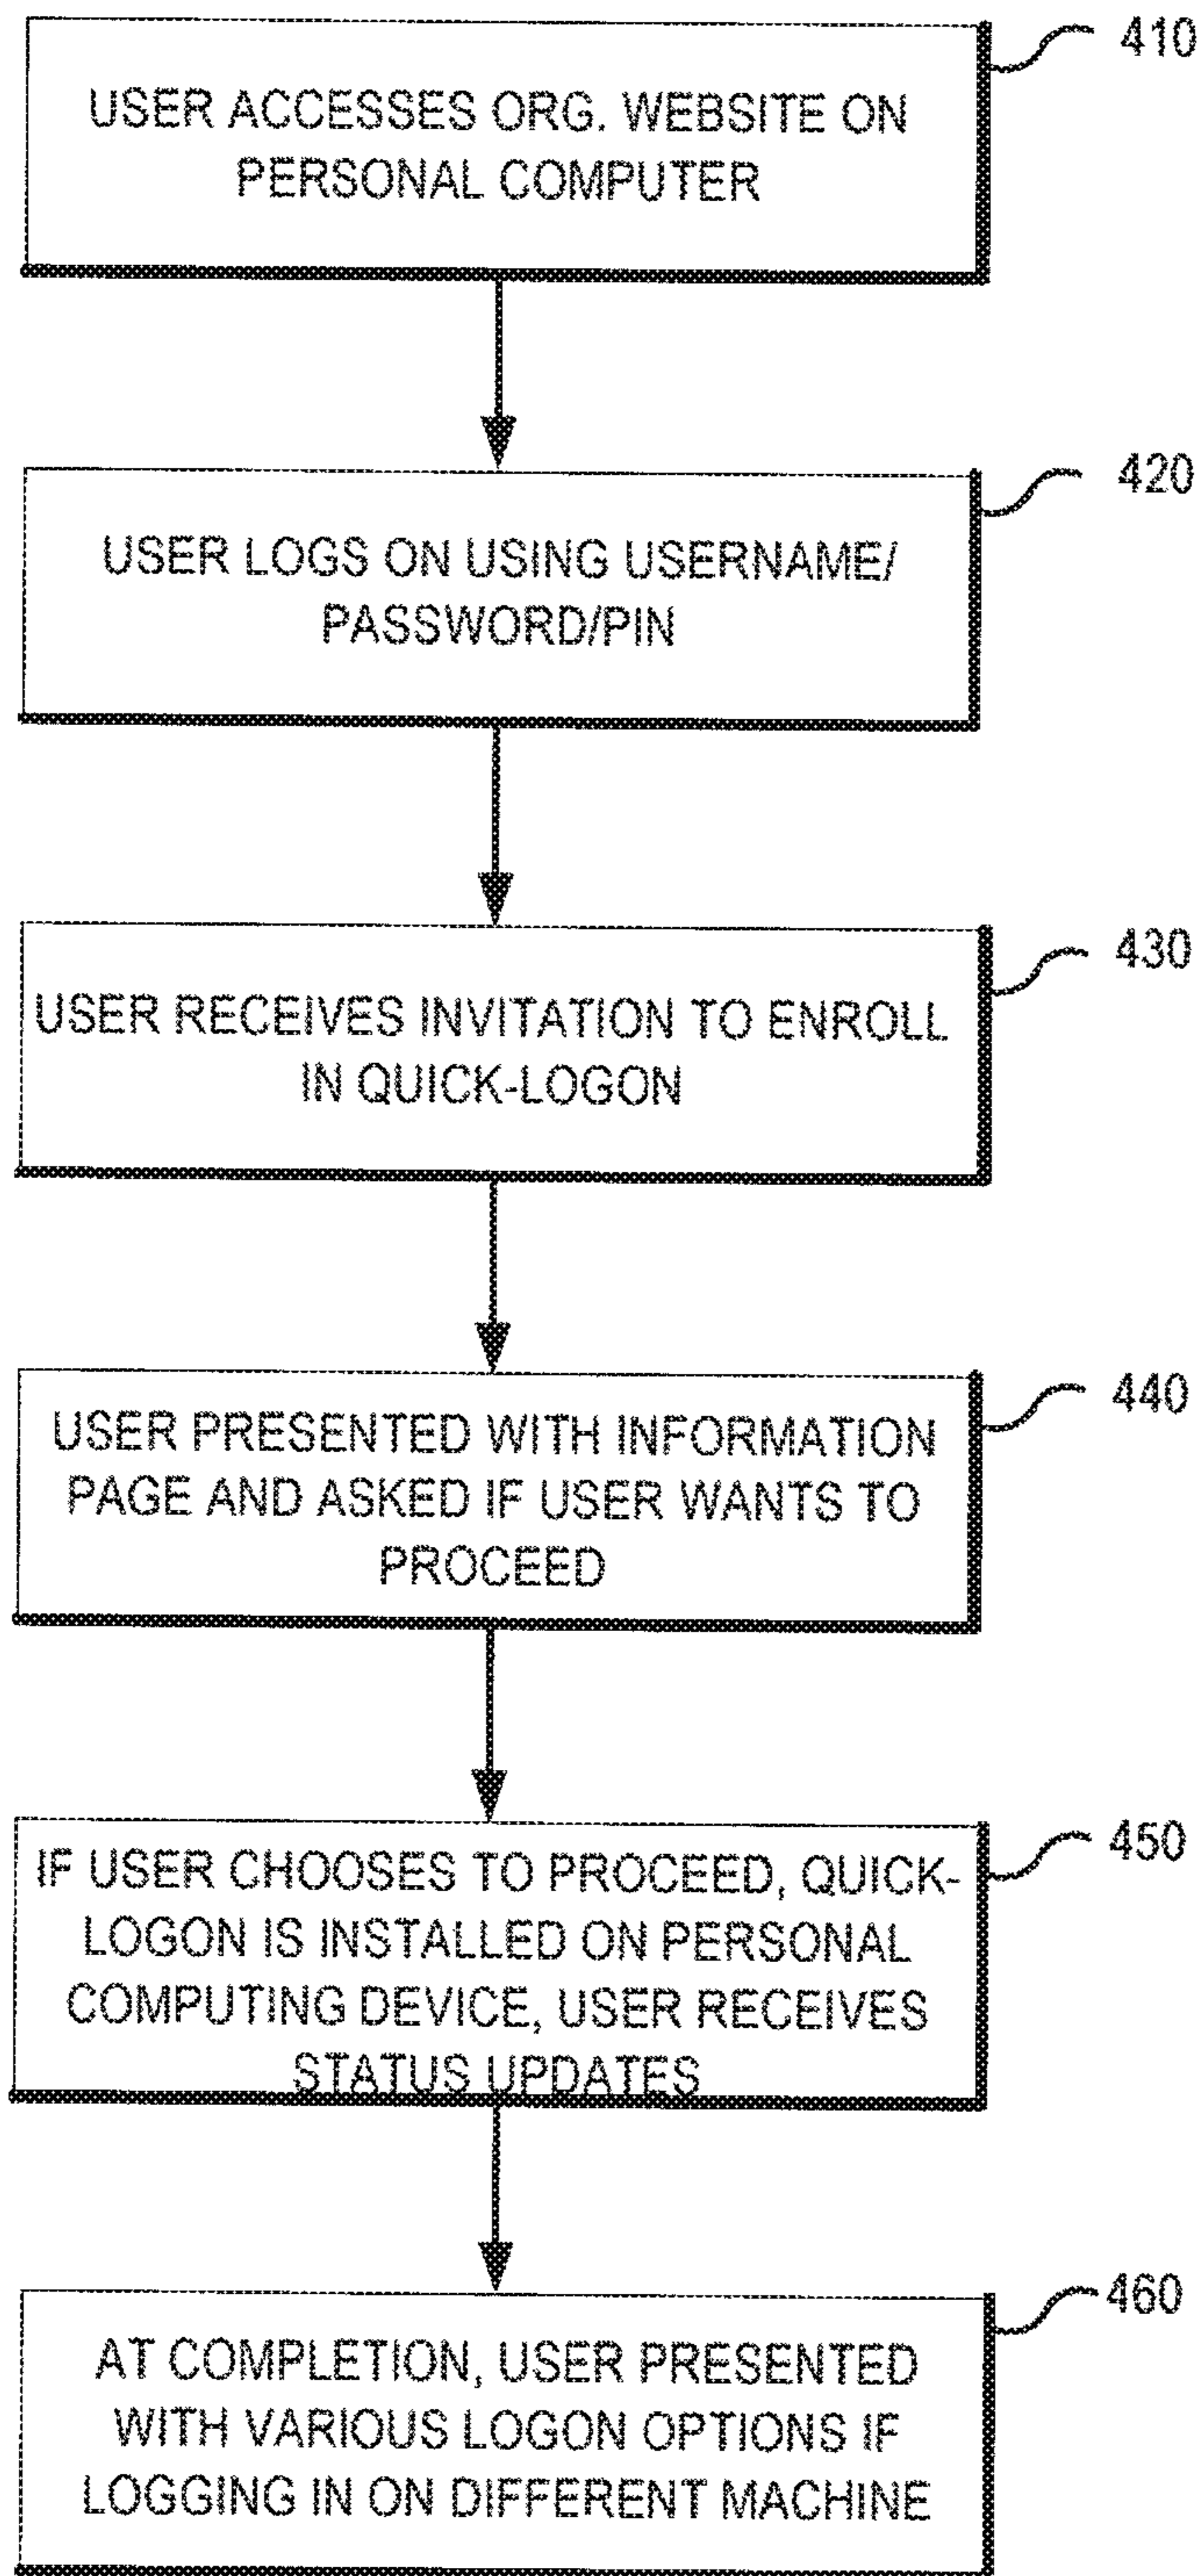 410
USER ACCESSES ORG. WEBSITE ON
PERSONAL COMPUTER
420
USER LOGS ON USING USERNAME/
PASSWORD/PIN
430
USER RECEIVES INVITATION TO ENROLL
IN QUICK-LOGON
440
USER PRESENTED WITH INFORMATION
PAGE AND ASKED IF USER WANTS TO
PROCEED
450
IF USER CHOOSES TO PROCEED, QUICK-
LOGON IS INSTALLED ON PERSONAL
COMPUTING DEVICE, USER RECEIVES
STATUS UPDATES
460
AT COMPLETION, USER PRESENTED
WITH VARIOUS LOGON OPTIONS IF
LOGGING IN ON DIFFERENT MACHINE